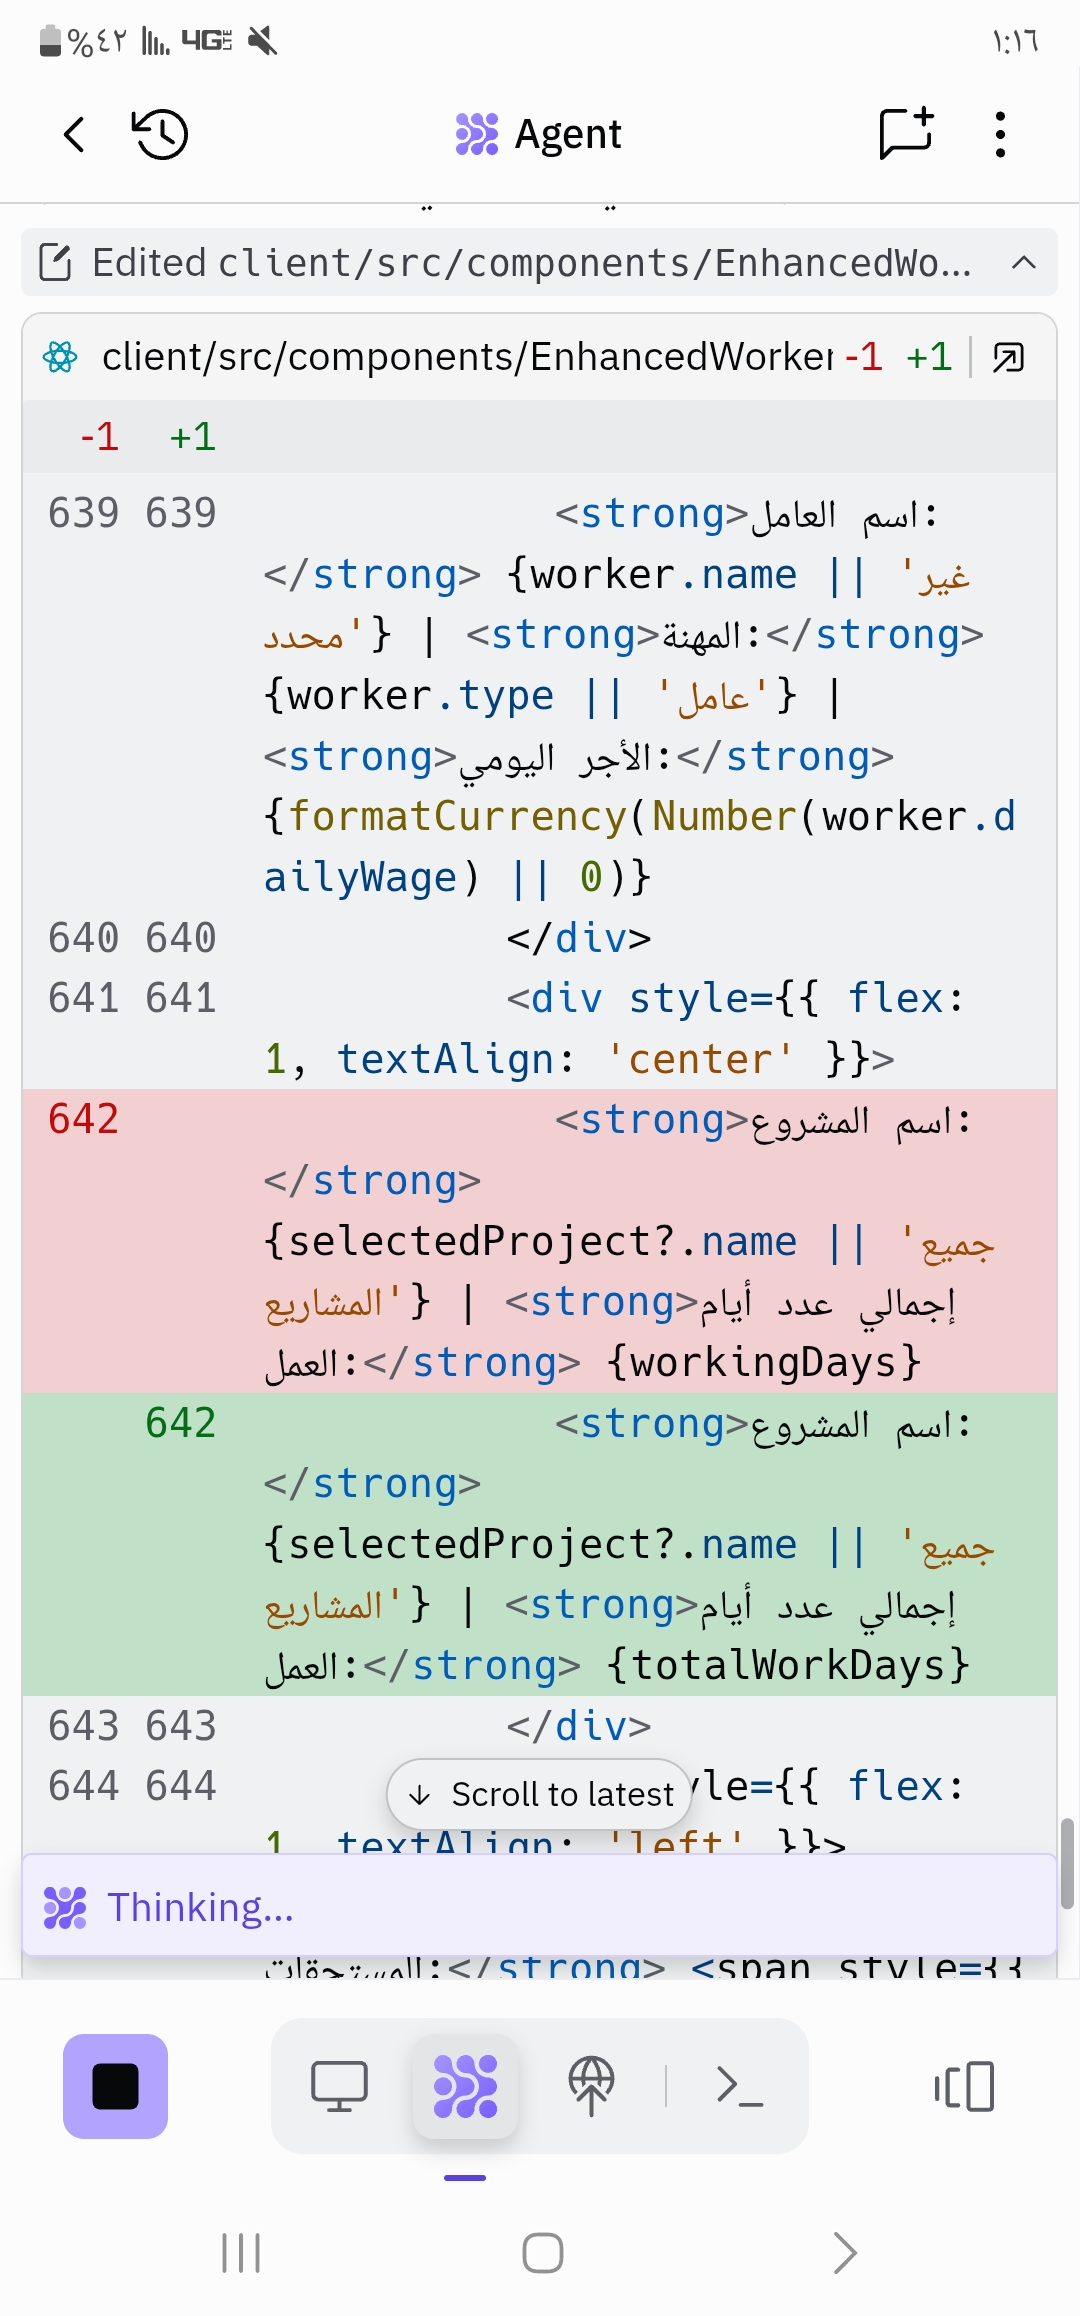 %٤٢ 4G LTE ١:١٦
Agent
Edited client/src/components/EnhancedWo...
client/src/components/EnhancedWorker -1 +1
-1 +1
639 639 <strong>اسم العامل:
</strong> {worker.name || 'غير
محدد'} | <strong>المهنة:</strong>
{worker.type || 'عامل'} |
<strong>الأجر اليومي:</strong>
{formatCurrency(Number(worker.d
ailyWage) || 0)}
640 640 </div>
641 641 <div style={{ flex:
1, textAlign: 'center' }}>
642 <strong>اسم المشروع:
</strong>
{selectedProject?.name || 'جميع
المشاريع'} | <strong>إجمالي عدد أيام
العمل:</strong> {workingDays}
642 <strong>اسم المشروع:
</strong>
{selectedProject?.name || 'جميع
المشاريع'} | <strong>إجمالي عدد أيام
العمل:</strong> {totalWorkDays}
643 643 </div>
644 644 yle={{ flex:
Scroll to latest
1, textAlign: 'left' }}>
Thinking...
المستحقات:</strong> <span style={{